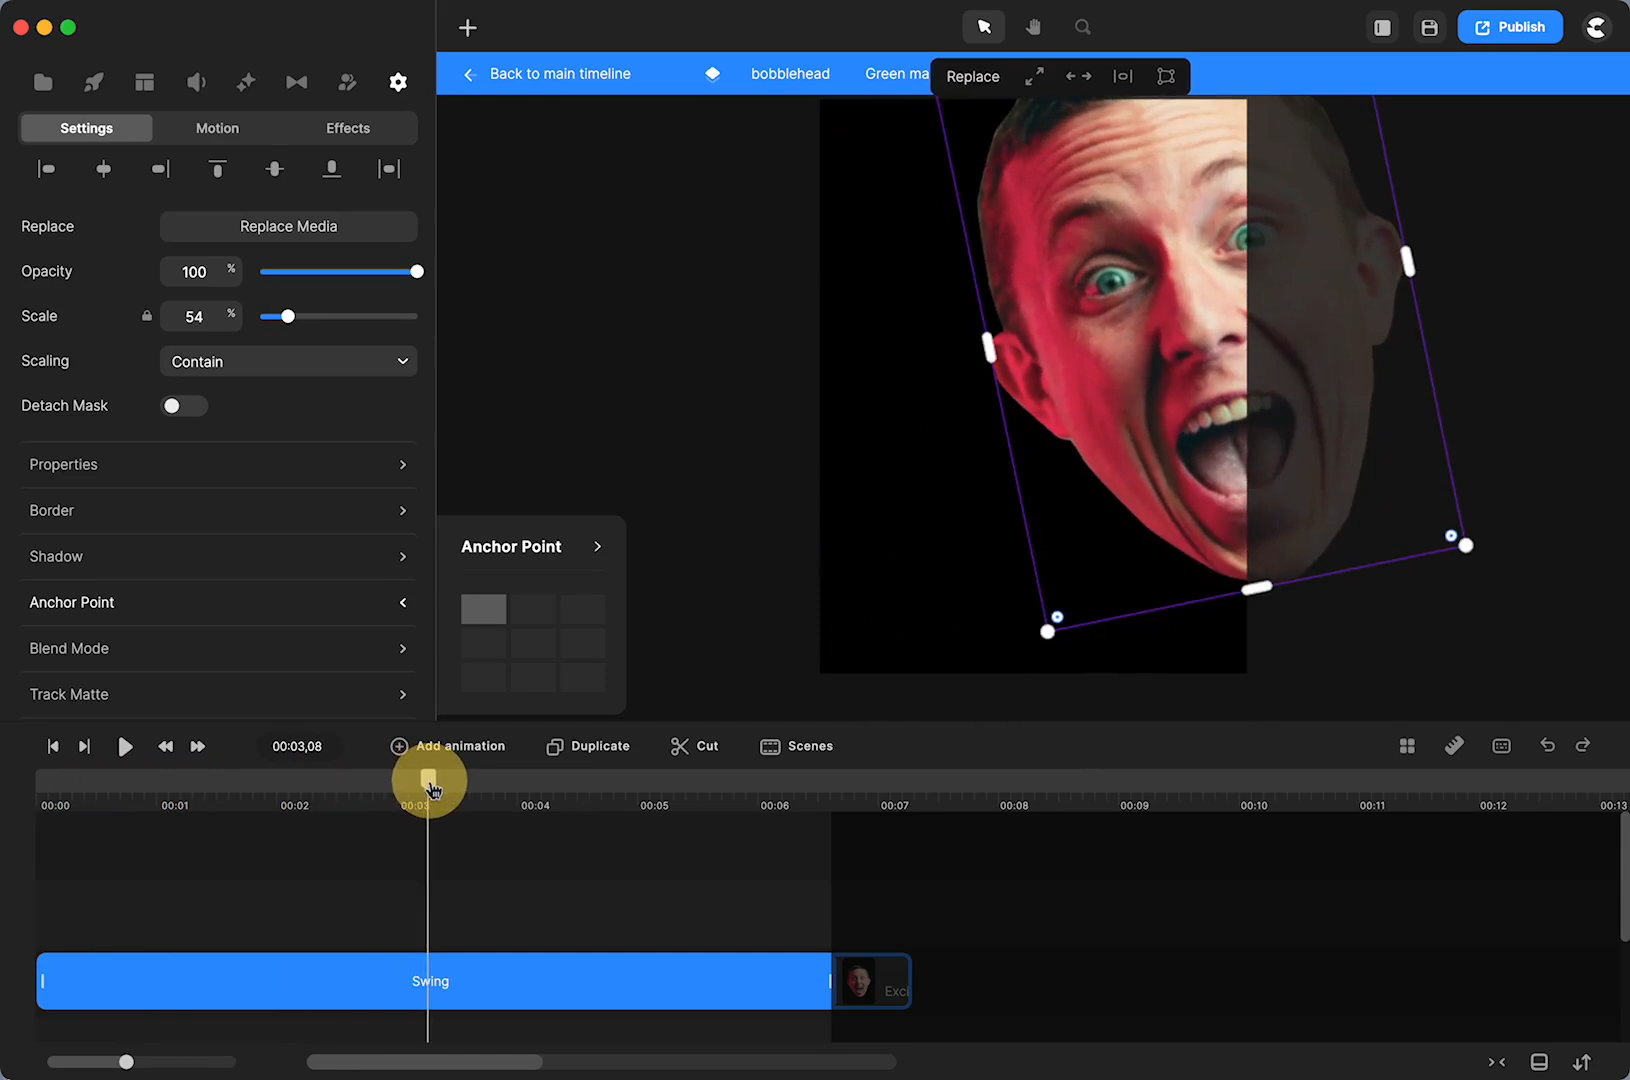 Publish
Back to main timeline
bobblehead
Green ma
Replace
Settings
Motion
Effects
Replace
Replace Media
Opacity
100 %
Scale
54 %
Scaling
Contain
Detach Mask
Properties
Border
Shadow
Anchor Point
Blend Mode
Track Matte
Anchor Point
00:03,08
Add animation
Duplicate
Cut
Scenes
00:00
00:01
00:02
00:03
00:04
00:05
00:06
00:07
00:08
00:09
00:10
00:11
00:12
00:13
Swing
Exci